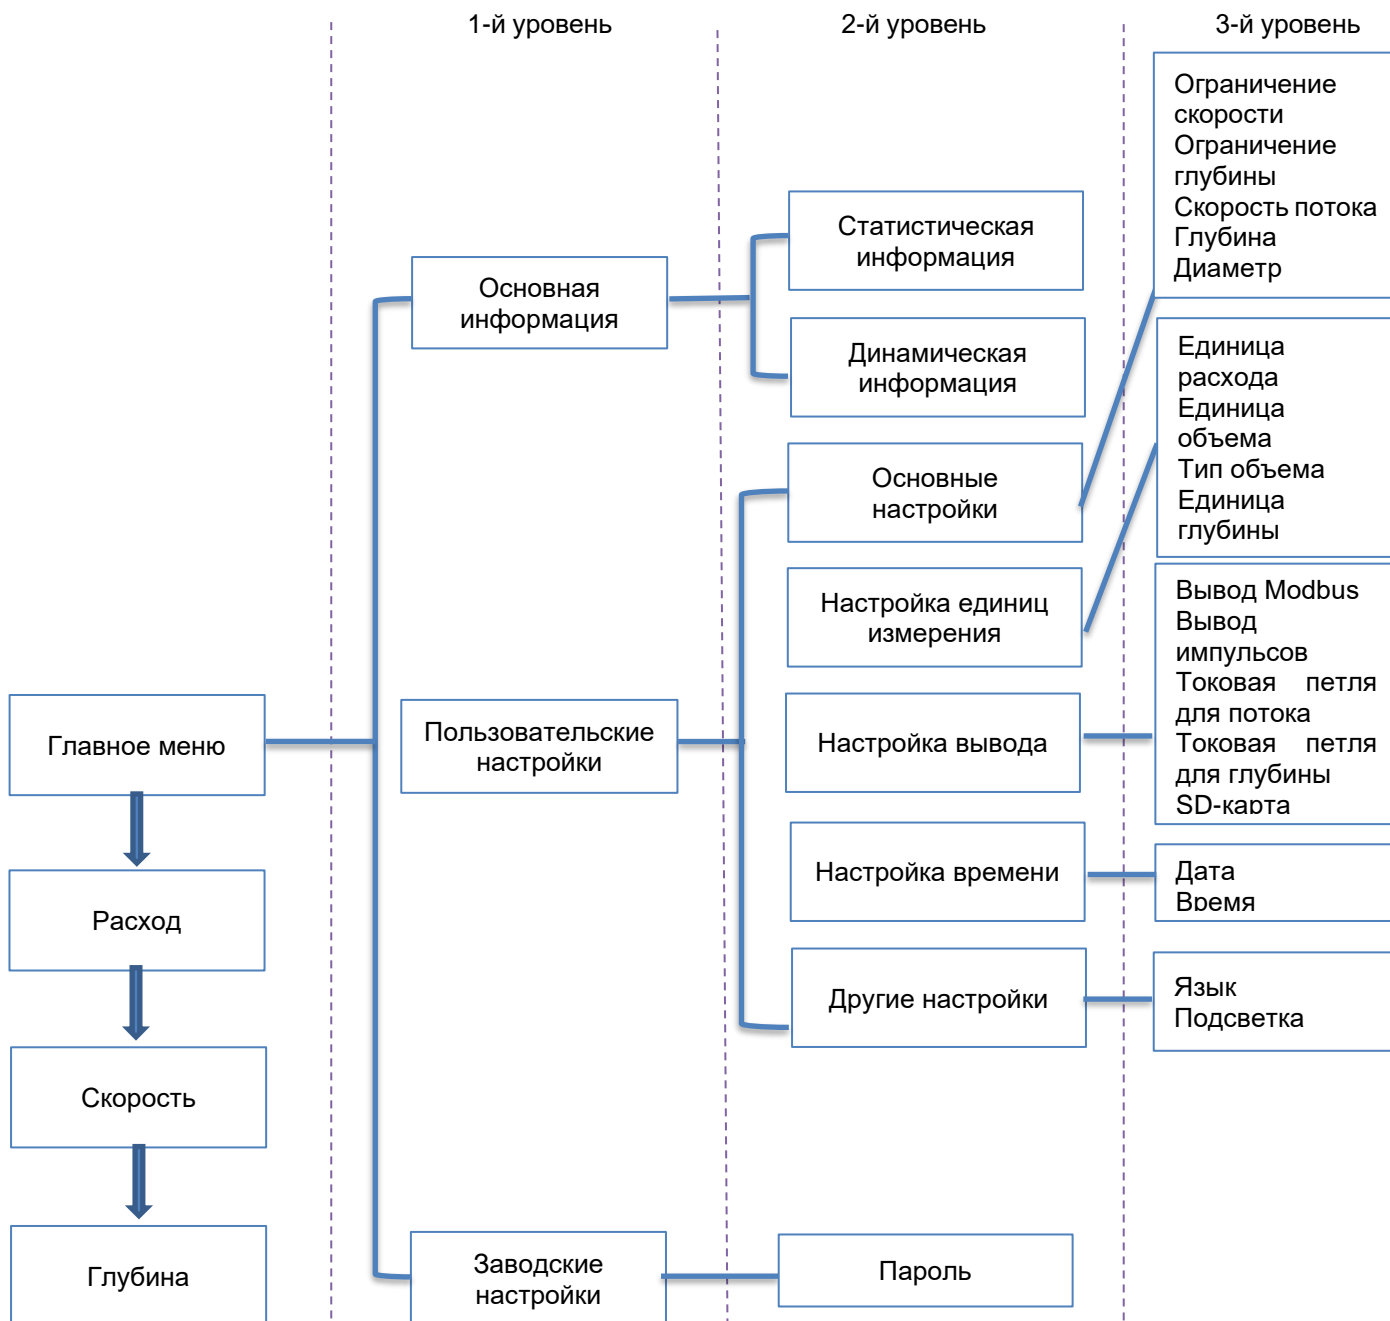 1-й уровень
2-й уровень
3-й уровень
Ограничение
скорости
Ограничение
глубины
Скорость потока
Глубина
Диаметр
Статистическая
информация
Основная
информация
Динамическая
информация
Единица
расхода
Единица
объема
Тип объема
Единица
глубины
Основные
настройки
Настройка единиц
измерения
Вывод Modbus
Вывод
импульсов
Токовая петля
для потока
Токовая петля
для глубины
SD-карта
Главное меню
Пользовательские
настройки
Настройка вывода
Настройка времени
Дата
Время
Расход
Другие настройки
Язык
Подсветка
Скорость
Глубина
Заводские
настройки
Пароль